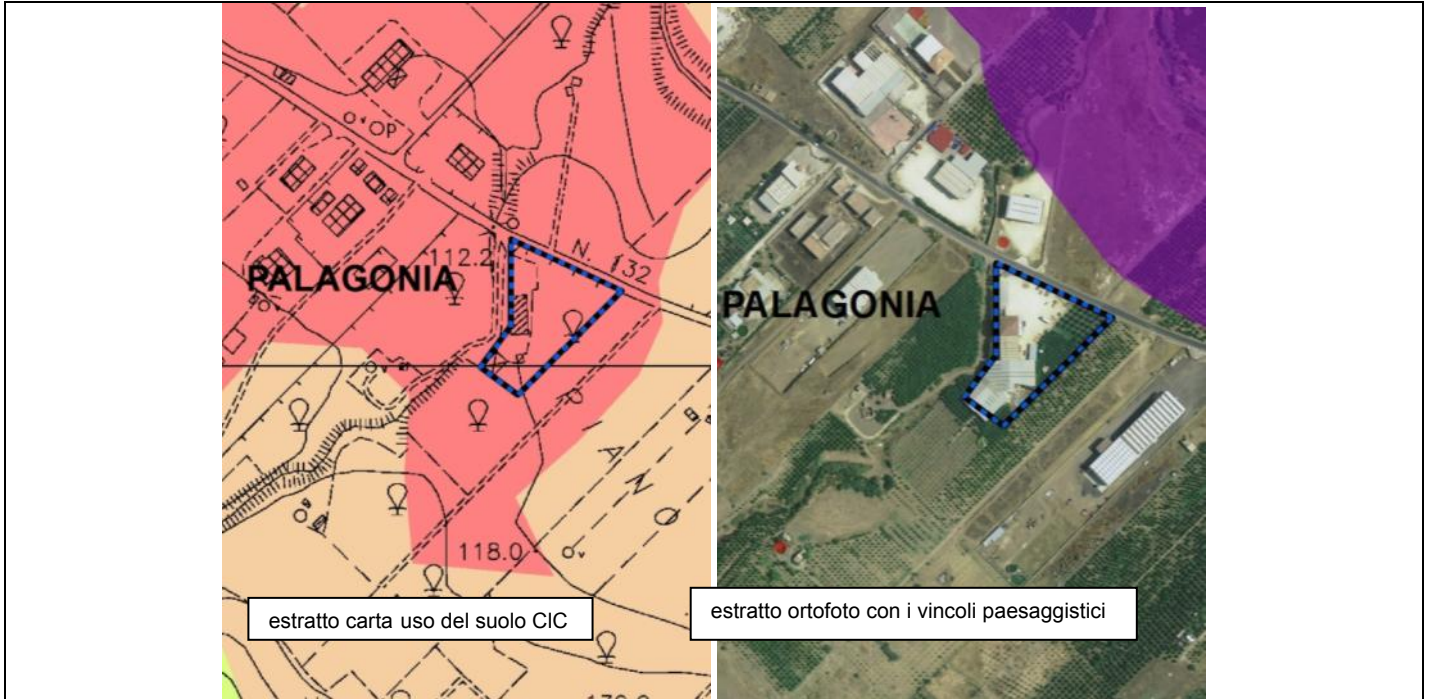 OP
112.2
N 132
PALAGONIA
PALAGONIA
A
N
O
118.0
v
estratto carta uso del suolo CIC
estratto ortofoto con i vincoli paesaggistici